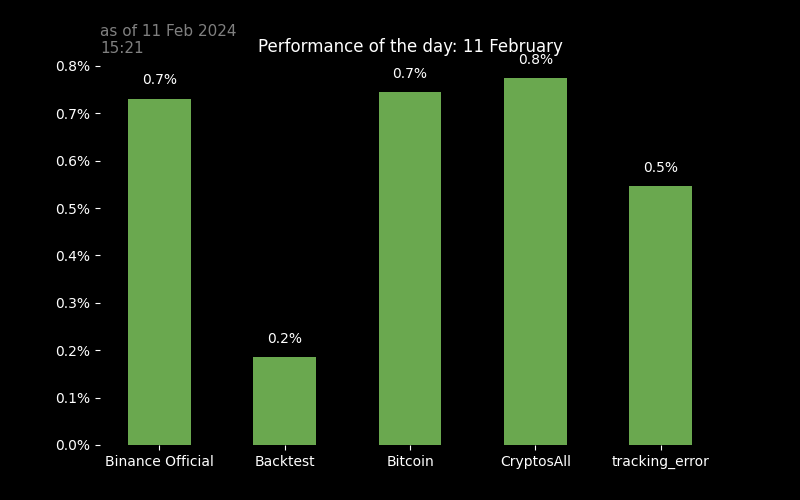 as of 11 Feb 2024
15:21
Performance of the day: 11 February
0.8%
0.7%
0.6%
0.5%
0.4%
0.3%
0.2%
0.1%
0.0%
0.7%
0.2%
0.7%
0.8%
0.5%
Binance Official
Backtest
Bitcoin
CryptosAll
tracking_error